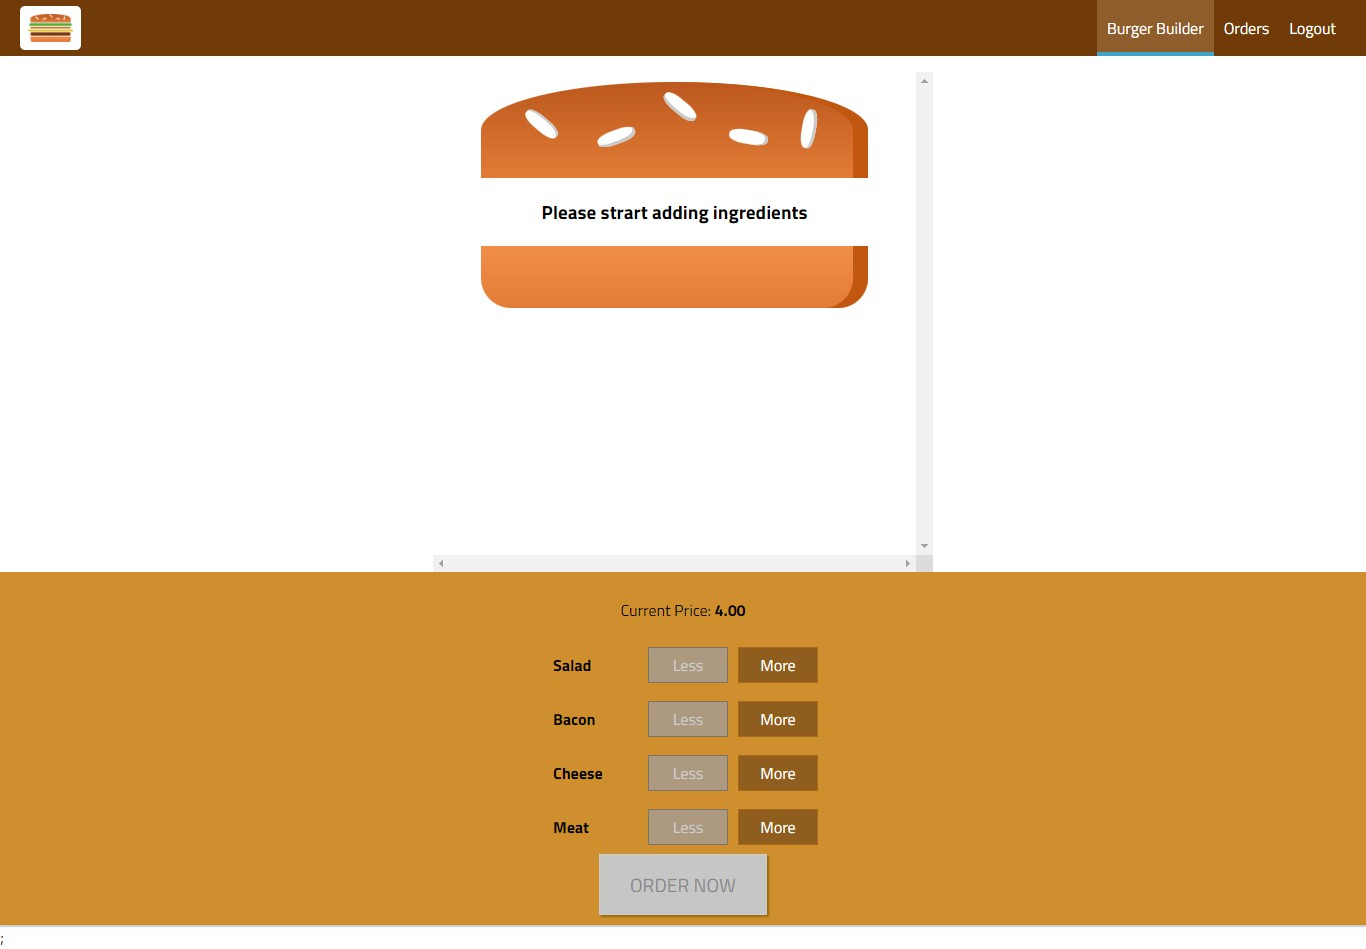 Burger Builder Orders Logout
Please strart adding ingredients
Current Price: 4.00
Salad Less More
Bacon Less More
Cheese Less More
Meat Less More
ORDER NOW
;